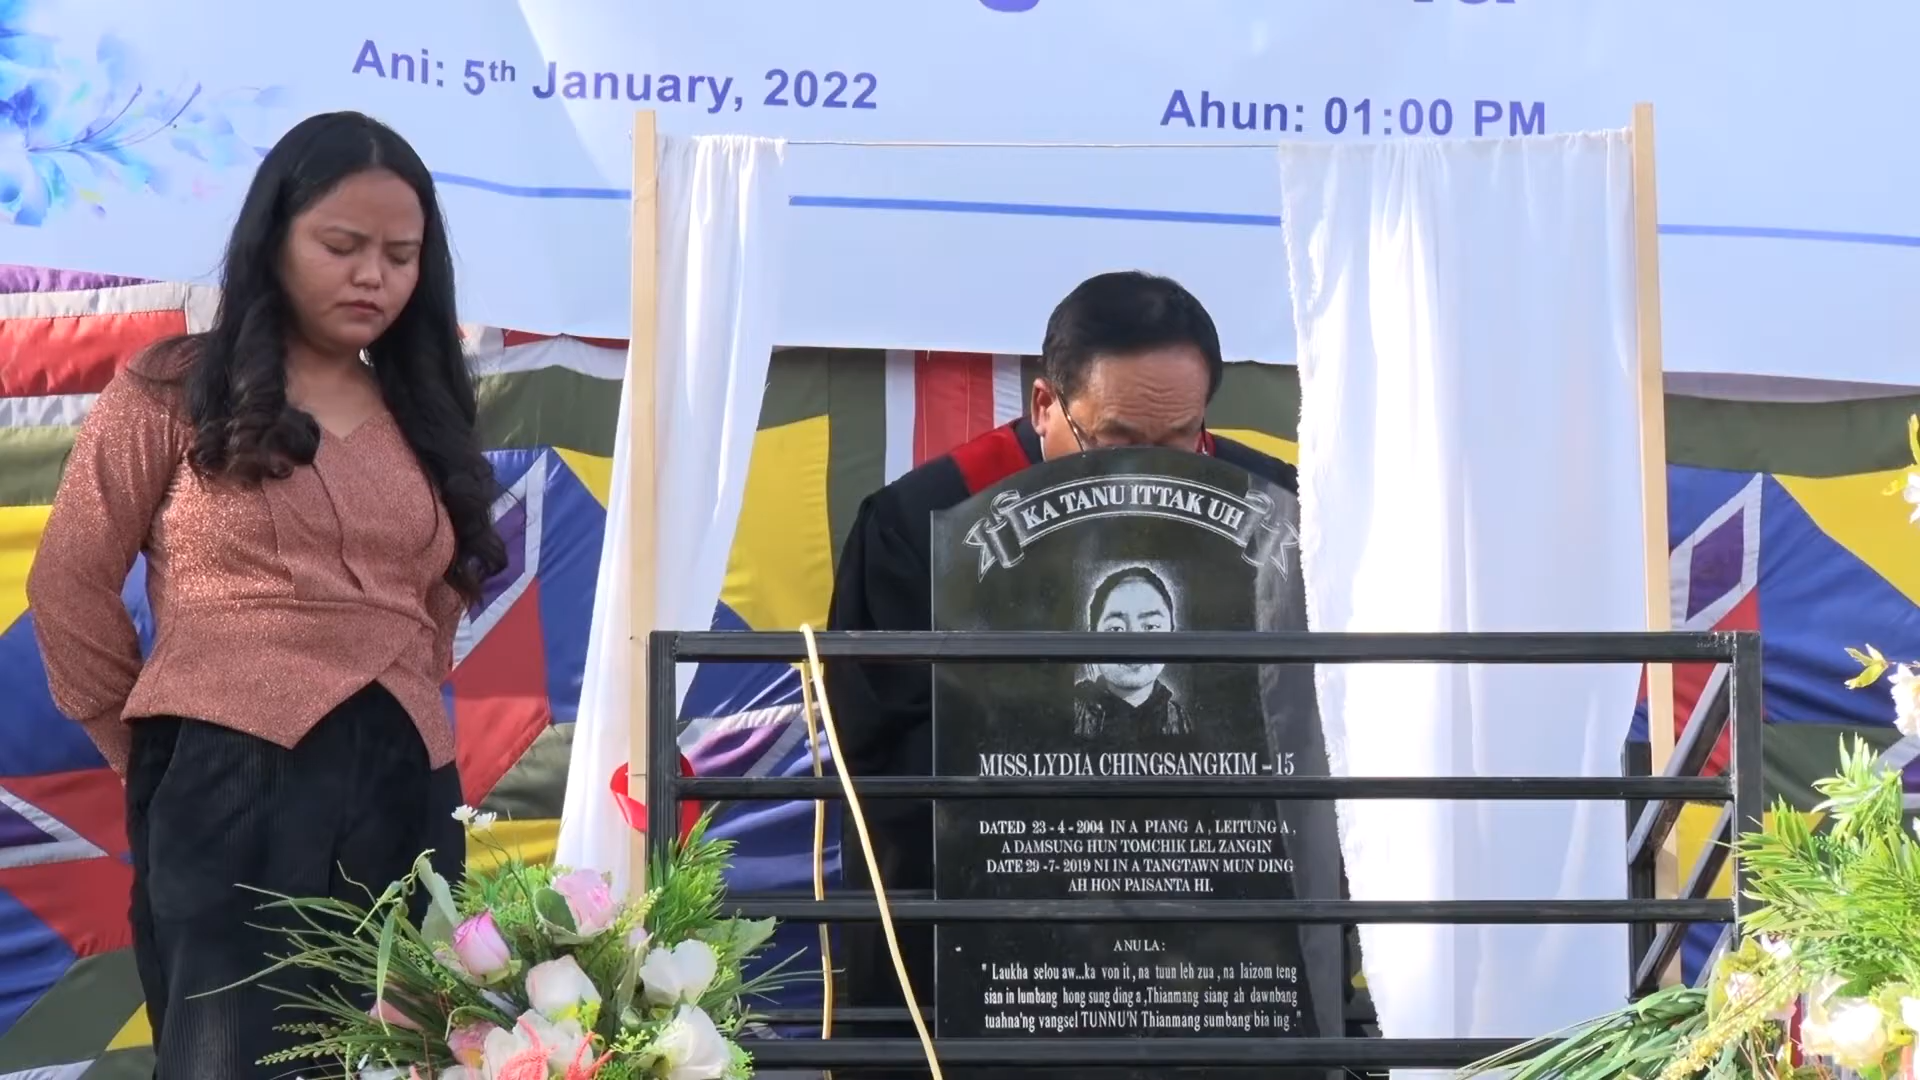 Ani: 5th January, 2022
Ahun: 01:00 PM
KA TANU ITTAK UH
MISS,LYDIA CHINGSANGKIM - 15
DATED 23 - 4 - 2004 IN A PIANG A , LEITUNG A ,
A DAMSUNG HUN TOMCHIK LEL ZANGIN
DATE 29 -7- 2019 NI IN A TANGTAWN MUN DING
AH HON PAISANTA HI.
A NU LA :
" Laukha selou aw...ka von it , na tuun leh zua , na laizom teng
sian in lumbang hong sung ding a ,Thianmang siang ah dawnbang
tuahna'ng vangsel TUNNU'N Thianmang sumbang bia ing ."